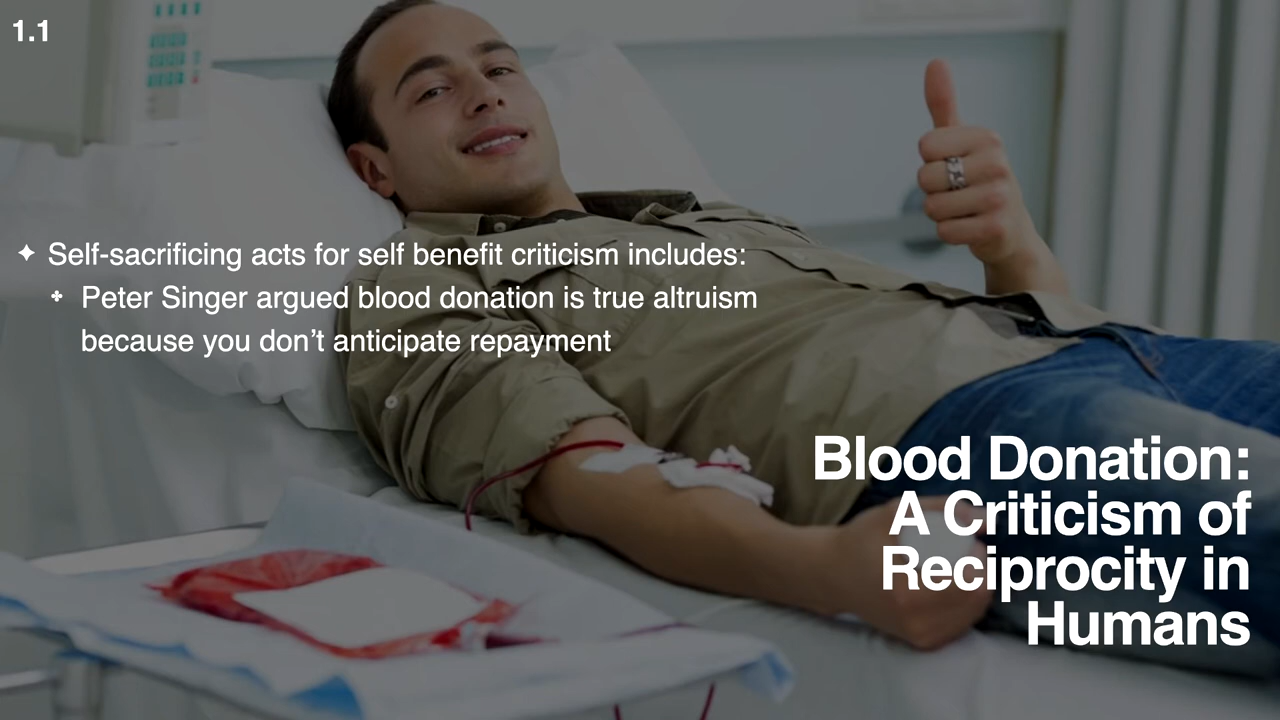 1.1
✦ Self-sacrificing acts for self benefit criticism includes:
✤ Peter Singer argued blood donation is true altruism
because you don’t anticipate repayment
Blood Donation:
A Criticism of
Reciprocity in
Humans